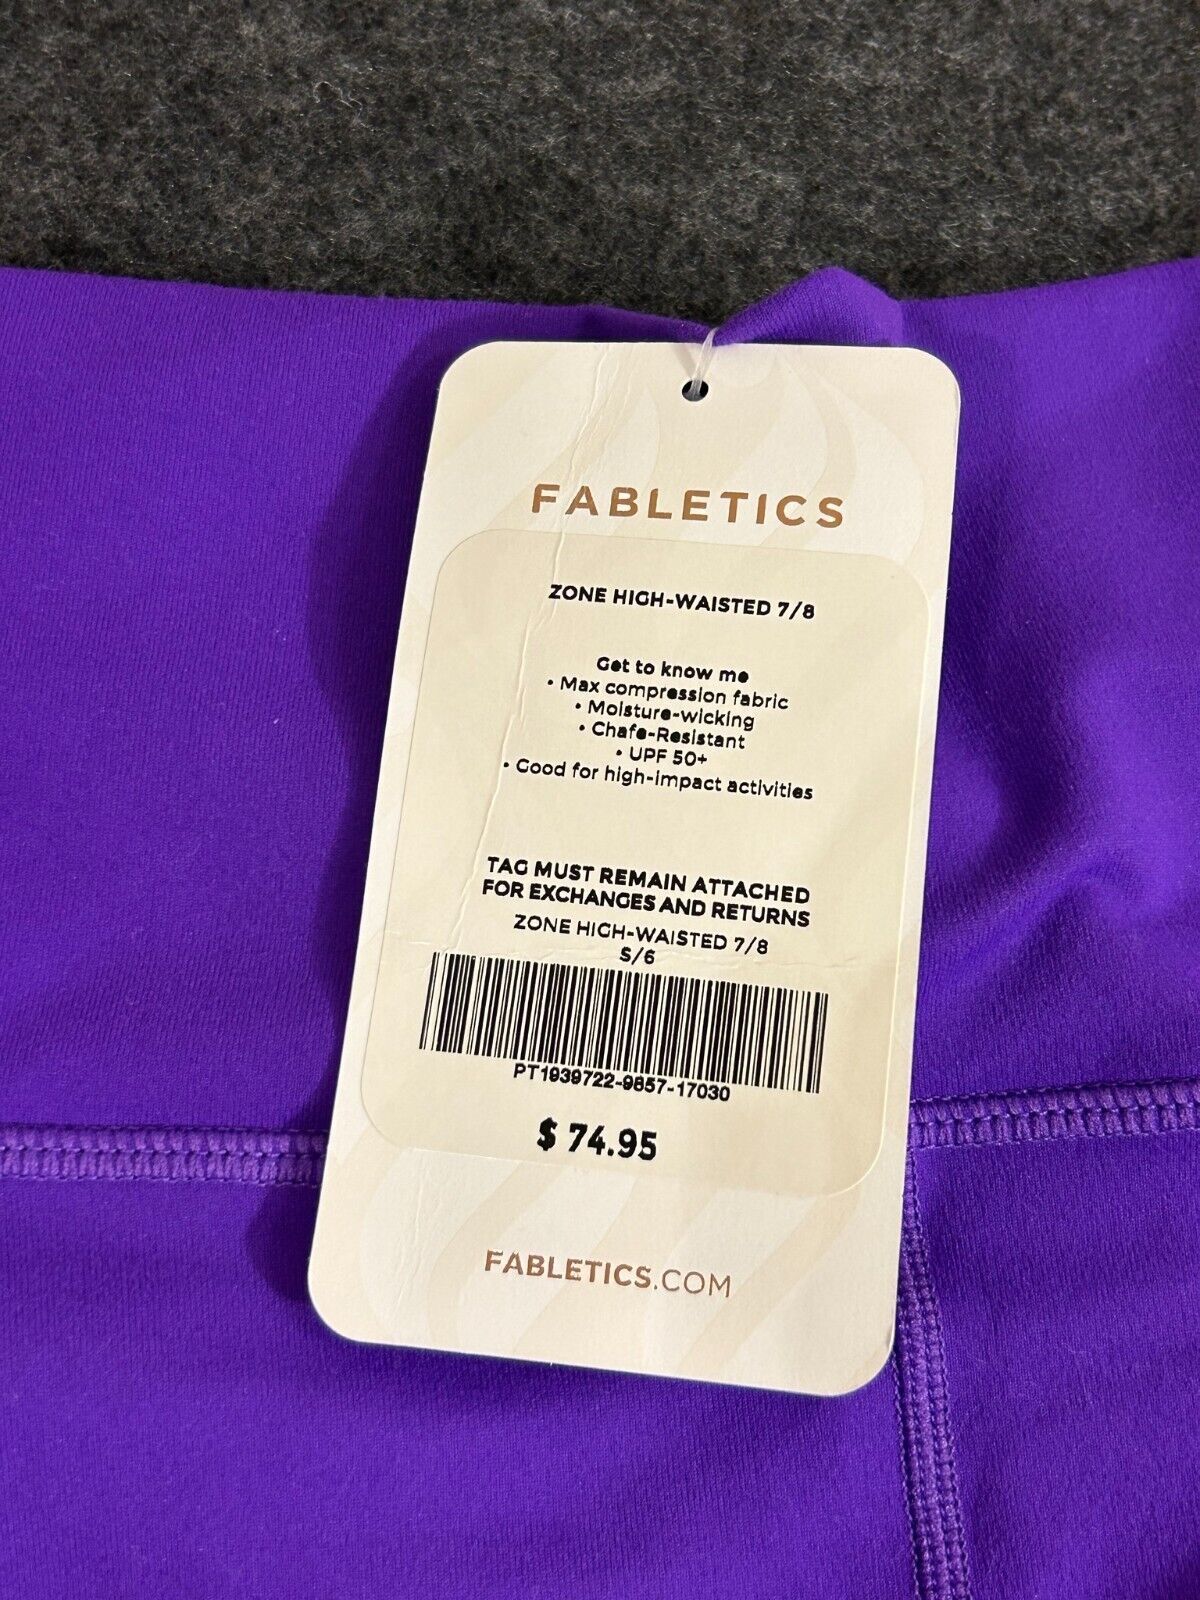 FABLETICS
ZONE HIGH-WAISTED 7/8
Get to know me
• Max compression fabric
• Moisture-wicking
• Chafe-Resistant
• UPF 50+
• Good for high-impact activities
TAG MUST REMAIN ATTACHED
FOR EXCHANGES AND RETURNS
ZONE HIGH-WAISTED 7/8
S/6
PT1939722-9857-17030
$ 74.95
FABLETICS.COM